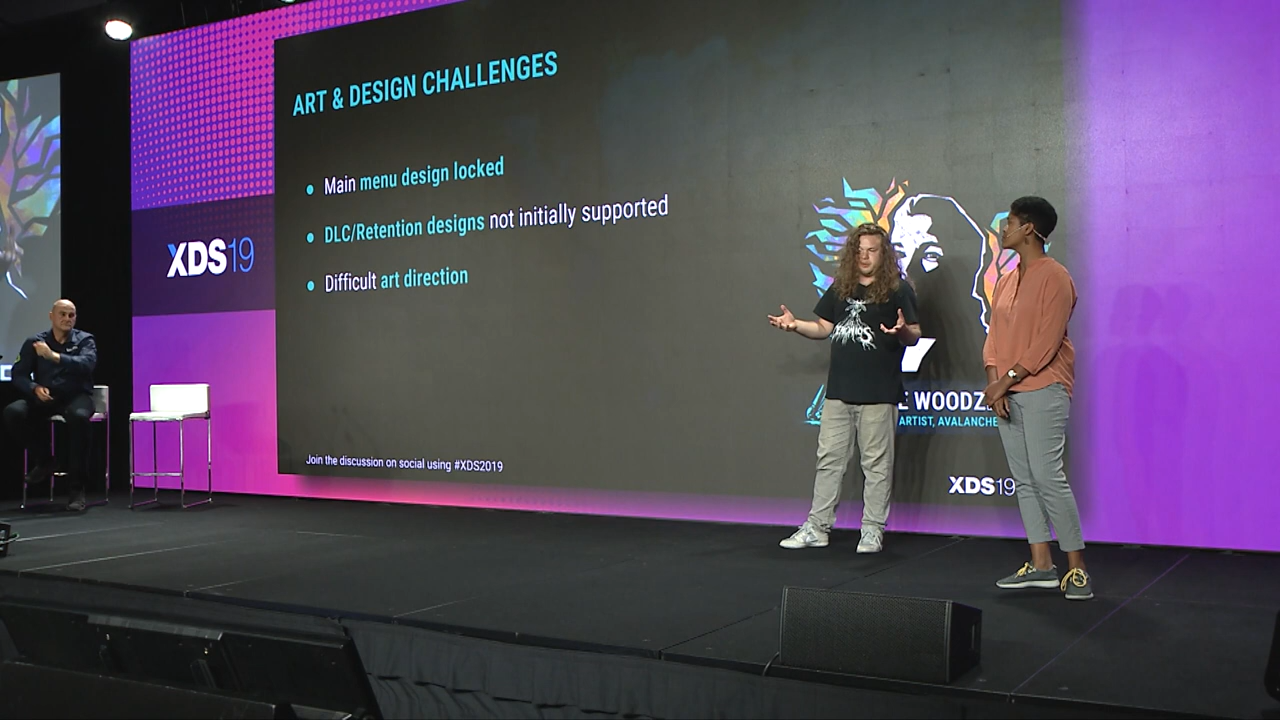 ART & DESIGN CHALLENGES
Main menu design locked
DLC/Retention designs not initially supported
Difficult art direction
XDS19
E WOODZ
ARTIST, AVALANCHE
Join the discussion on social using #XDS2019
XDS19